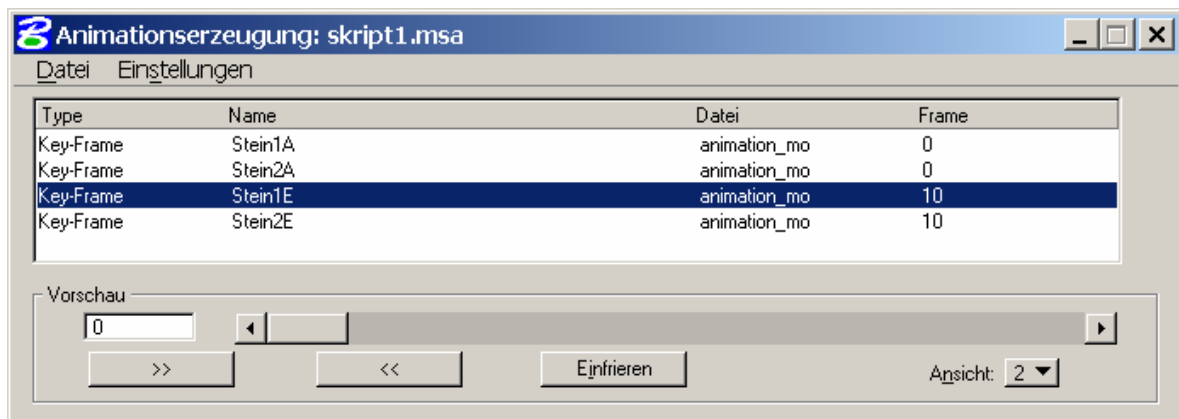 Animationserzeugung: skript1.msa
Datei Einstellungen
Type Name Datei Frame
Key-Frame Stein1A animation_mo 0
Key-Frame Stein2A animation_mo 0
Key-Frame Stein1E animation_mo 10
Key-Frame Stein2E animation_mo 10
Vorschau
0
>> << Einfrieren Ansicht: 2